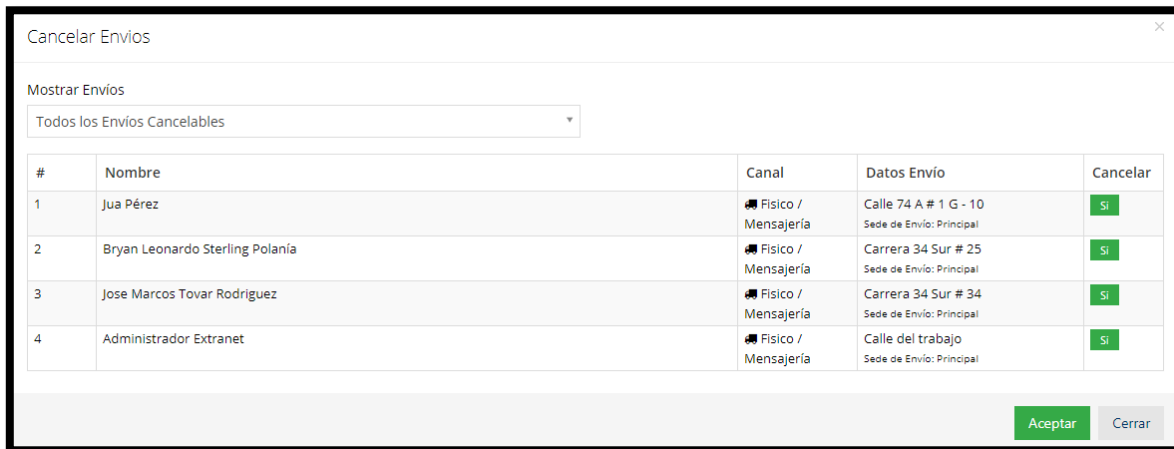 Cancelar Envios
×
Mostrar Envíos
Todos los Envíos Cancelables
# Nombre Canal Datos Envío Cancelar
1 Jua Pérez Fisico / Calle 74 A # 1 G - 10 Si
Mensajería Sede de Envío: Principal
2 Bryan Leonardo Sterling Polanía Fisico / Carrera 34 Sur # 25 Si
Mensajería Sede de Envío: Principal
3 Jose Marcos Tovar Rodriguez Fisico / Carrera 34 Sur # 34 Si
Mensajería Sede de Envío: Principal
4 Administrador Extranet Fisico / Calle del trabajo Si
Mensajería Sede de Envío: Principal
Aceptar Cerrar